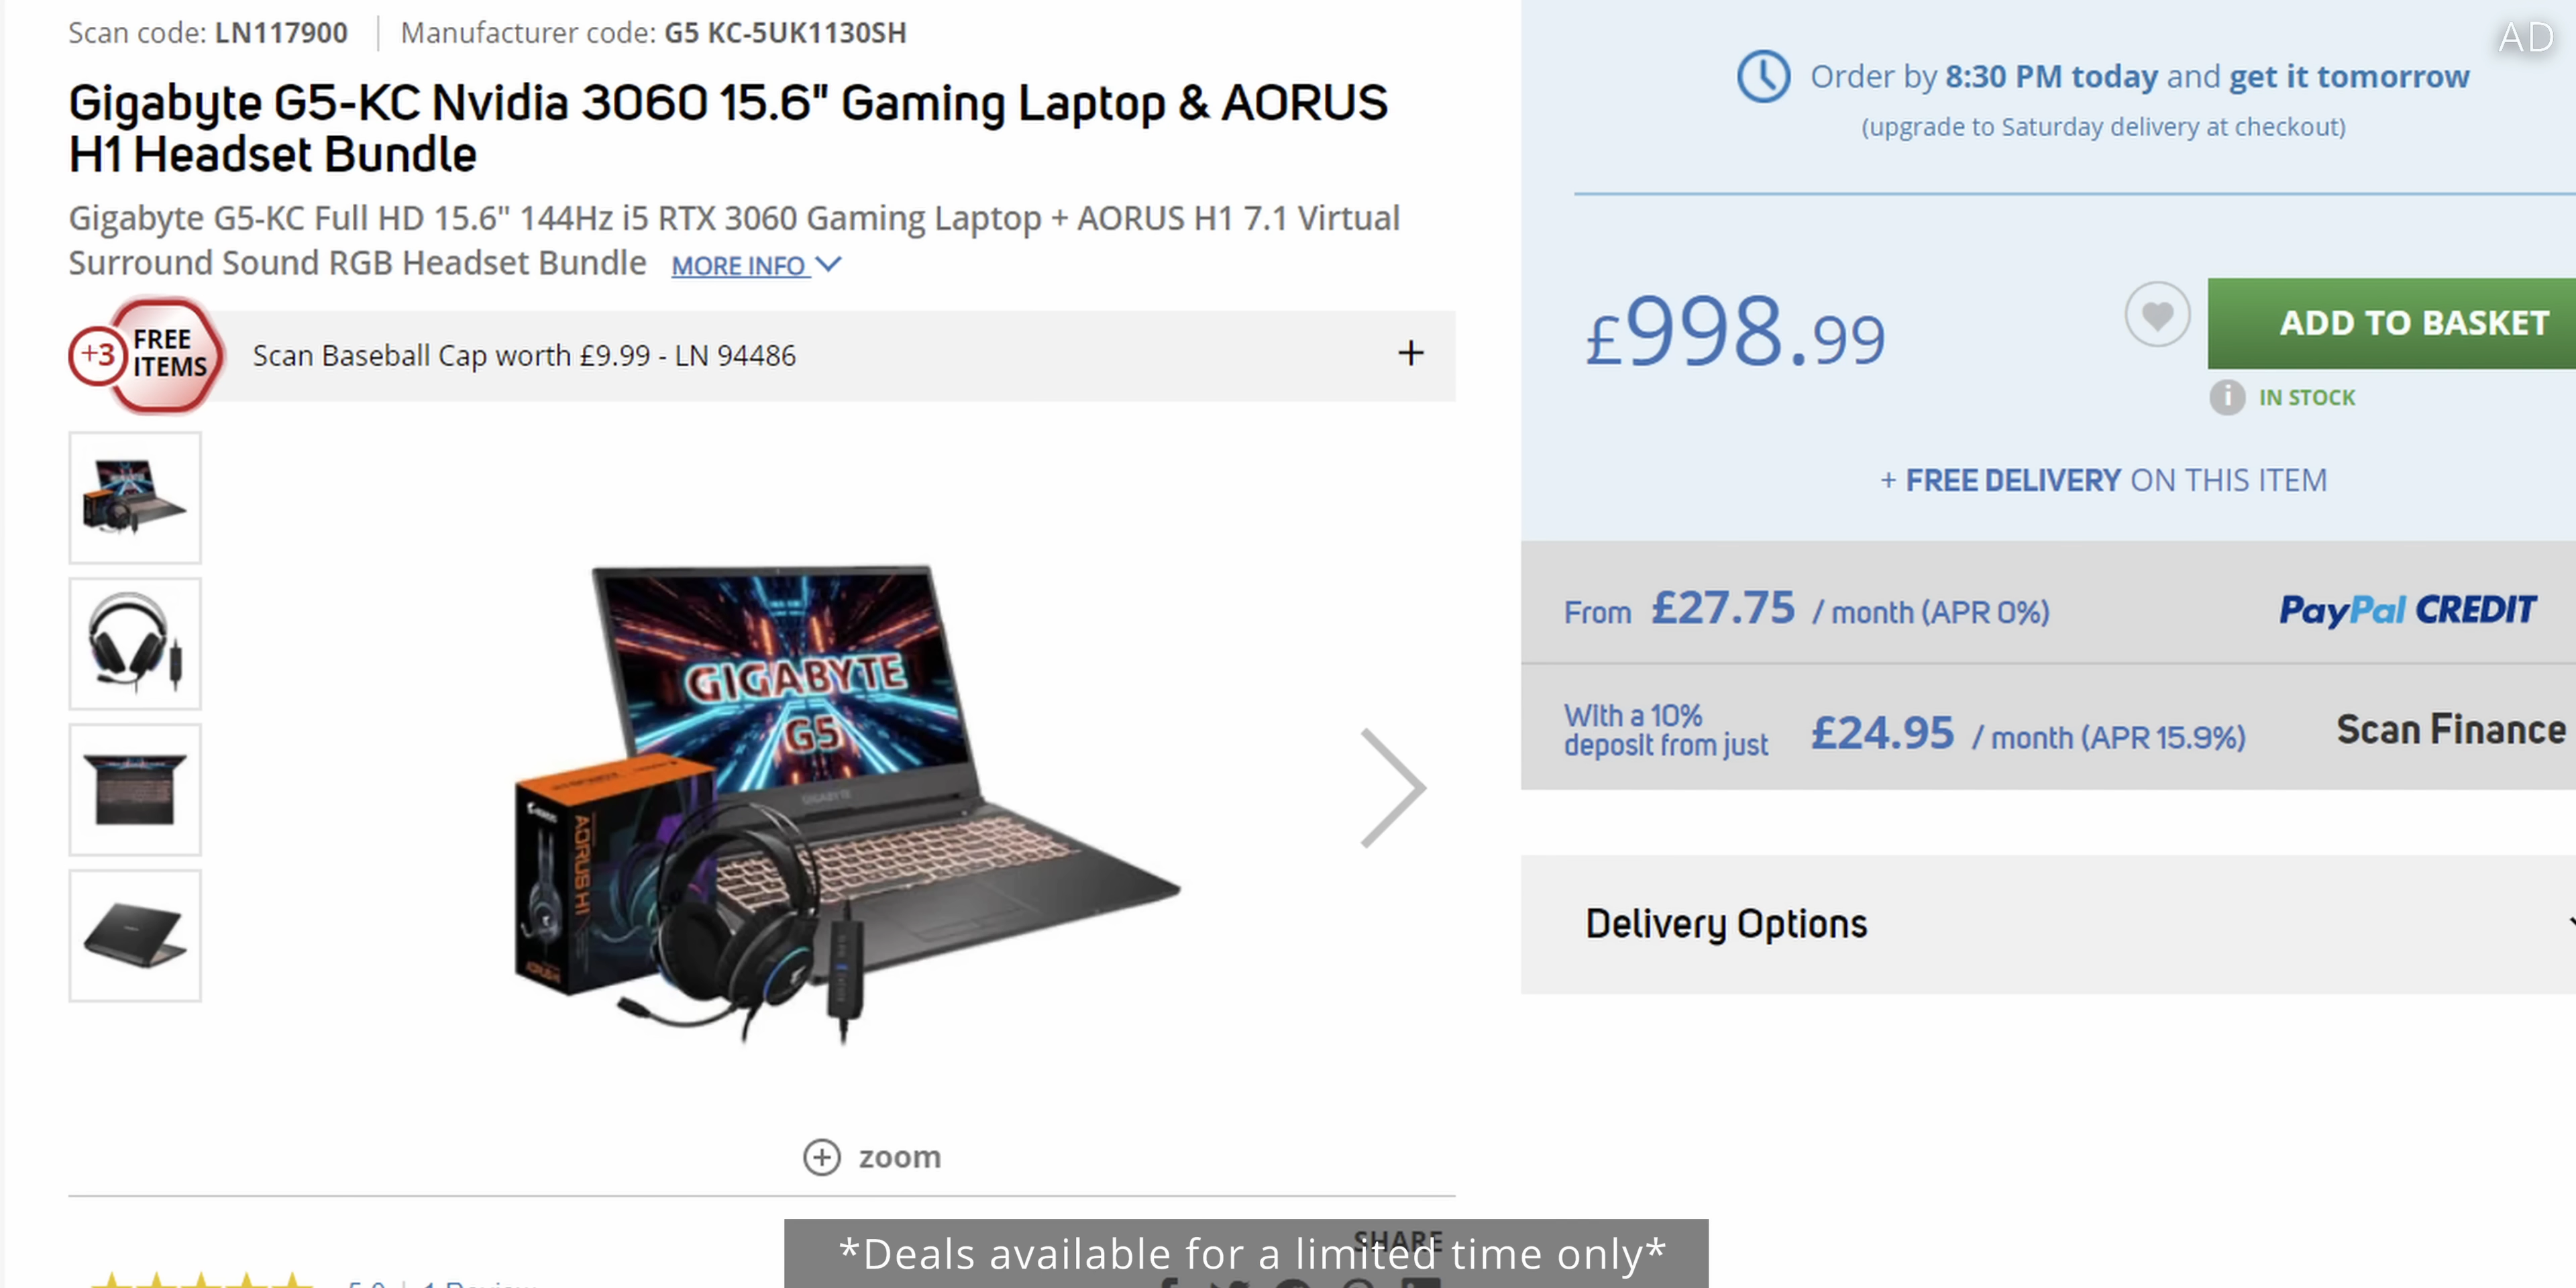 Scan code: LN117900 Manufacturer code: G5 KC-5UK1130SH
Gigabyte G5-KC Nvidia 3060 15.6" Gaming Laptop & AORUS
H1 Headset Bundle
Gigabyte G5-KC Full HD 15.6" 144Hz i5 RTX 3060 Gaming Laptop + AORUS H1 7.1 Virtual
Surround Sound RGB Headset Bundle MORE INFO
+3 FREE
ITEMS
Scan Baseball Cap worth £9.99 - LN 94486 +
GIGABYTE
G5
GIGABYTE
AORUS H1
zoom
SHARE
AD
Order by 8:30 PM today and get it tomorrow
(upgrade to Saturday delivery at checkout)
£998.99
ADD TO BASKET
i IN STOCK
+ FREE DELIVERY ON THIS ITEM
From £27.75 / month (APR 0%) PayPal CREDIT
With a 10%
deposit from just £24.95 / month (APR 15.9%) Scan Finance
Delivery Options
*Deals available for a limited time only*